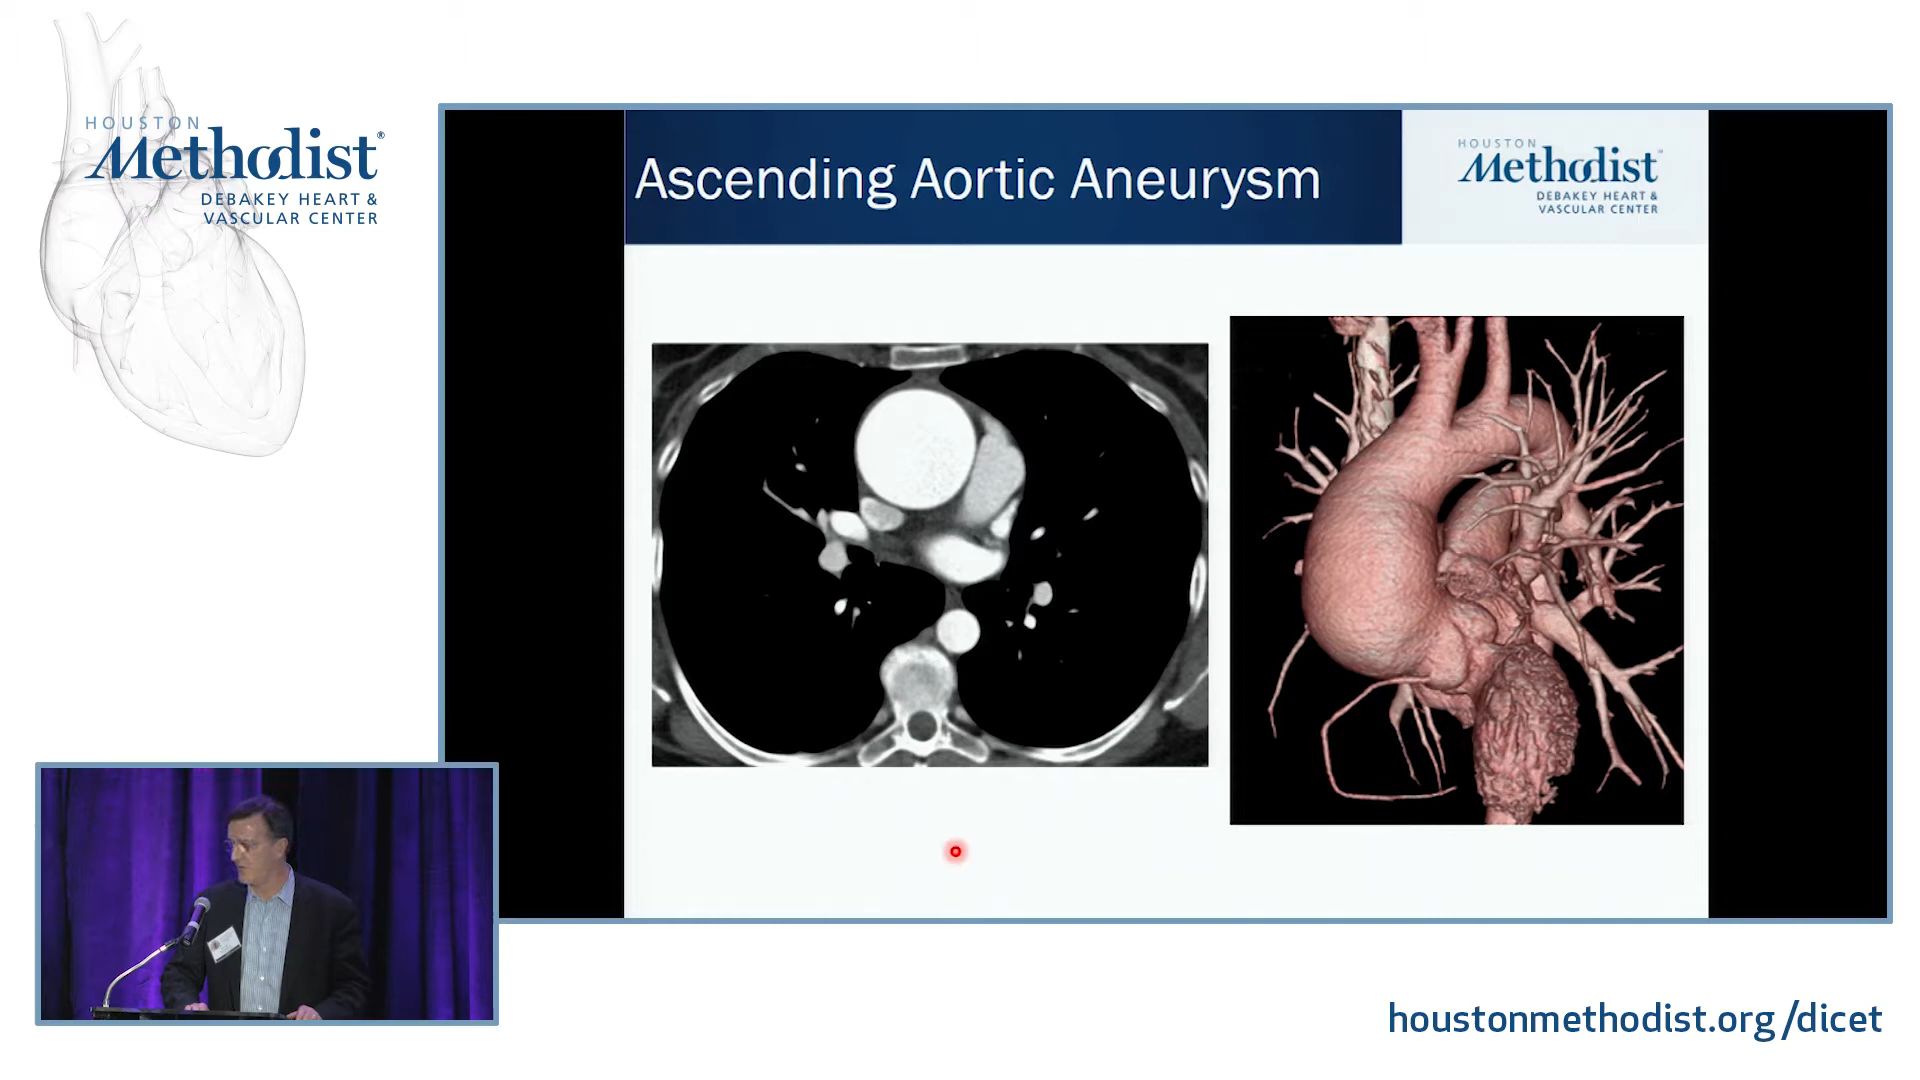 HOUSTON
Methodist®
DEBAKEY HEART &
VASCULAR CENTER
Ascending Aortic Aneurysm
HOUSTON
Methodist
DEBAKEY HEART &
VASCULAR CENTER
houstonmethodist.org/dicet